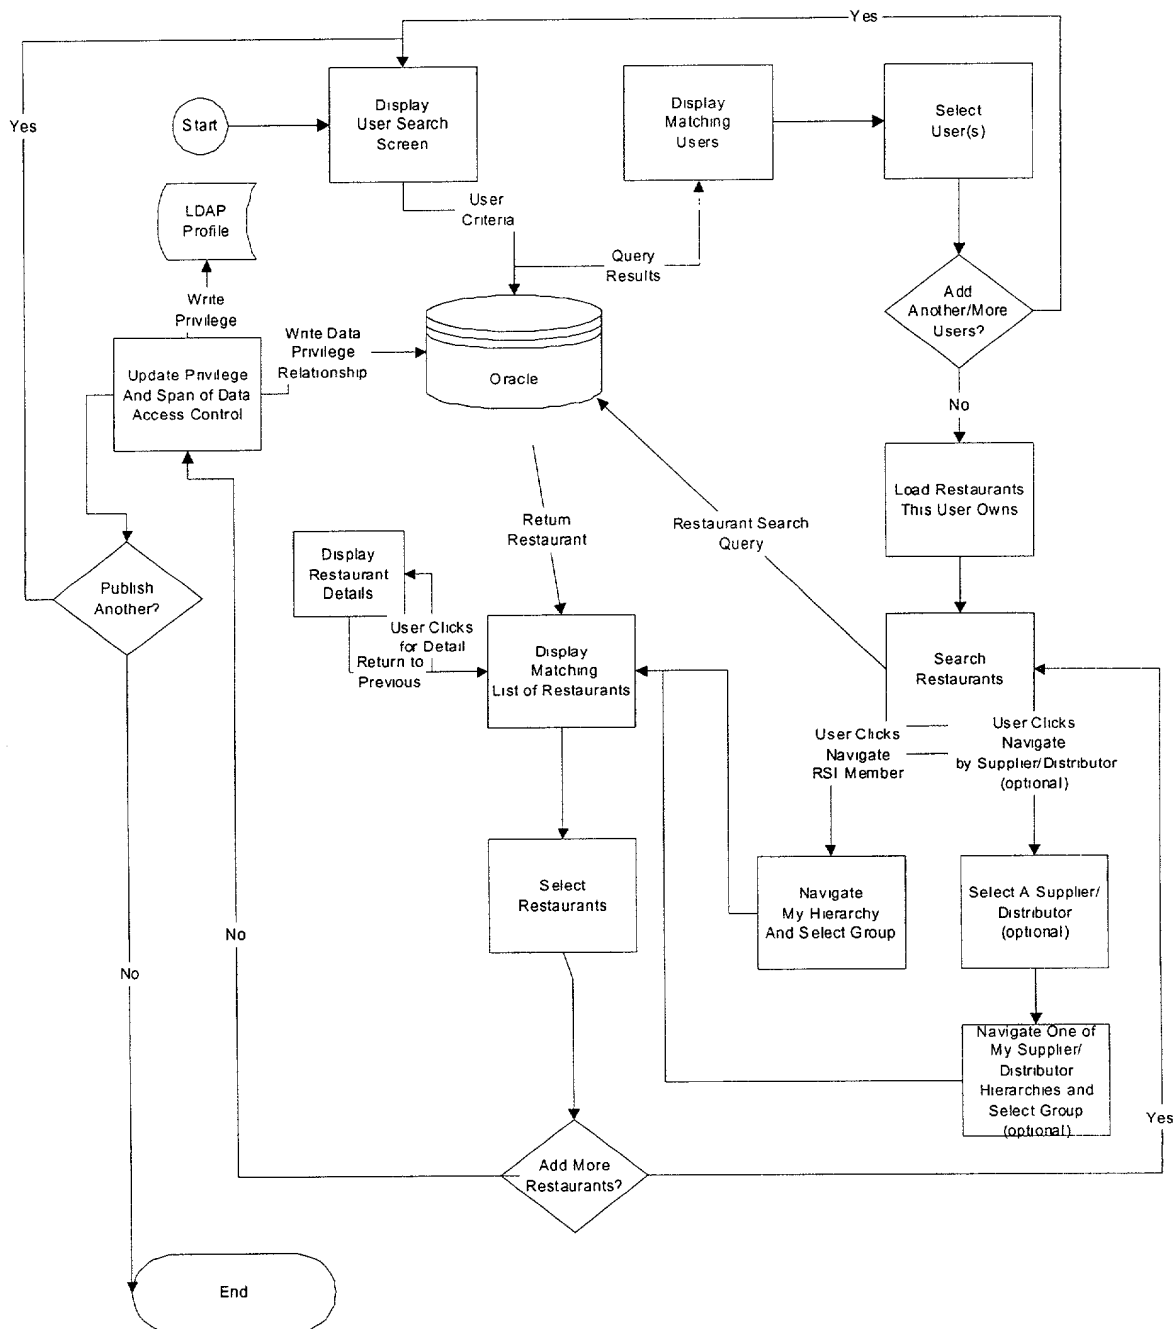 Yes
Yes
Start
Display
User Search
Screen
Display
Matching
Users
Select
User(s)
LDAP
Profile
User
Criteria
Query
Results
Write
Privilege
Add
Another/More
Users?
Write Data
Privilege
Relationship
Oracle
Update Privilege
And Span of Data
Access Control
No
Load Restaurants
This User Owns
Return
Restaurant
Restaurant Search
Query
Display
Restaurant
Details
Publish
Another?
User Clicks
for Detail
Return to
Previous
Display
Matching
List of Restaurants
Search
Restaurants
User Clicks
Navigate
RSI Member
User Clicks
Navigate
by Supplier/Distributor
(optional)
Select
Restaurants
Navigate
My Hierarchy
And Select Group
Select A Supplier/
Distributor
(optional)
No
No
Navigate One of
My Supplier/
Distributor
Hierarchies and
Select Group
(optional)
Yes
Add More
Restaurants?
End